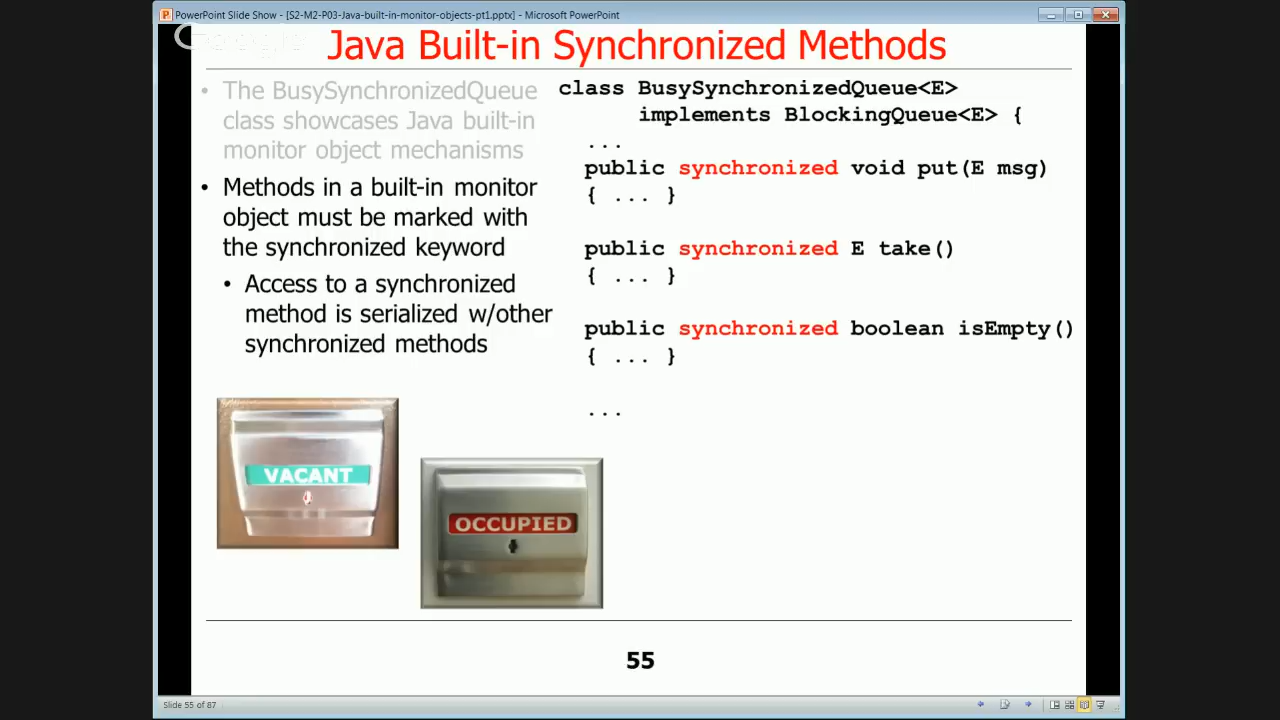 PowerPoint Slide Show - [S2-M2-P03-Java-built-in-monitor-objects-pt1.pptx] - Microsoft PowerPoint
Google
Java Built-in Synchronized Methods
• The BusySynchronizedQueue
class showcases Java built-in
monitor object mechanisms
• Methods in a built-in monitor
object must be marked with
the synchronized keyword
• Access to a synchronized
method is serialized w/other
synchronized methods
class BusySynchronizedQueue<E>
implements BlockingQueue<E> {
...
public synchronized void put(E msg)
{ ... }
public synchronized E take()
{ ... }
public synchronized boolean isEmpty()
{ ... }
...
VACANT
OCCUPIED
55
Slide 55 of 87